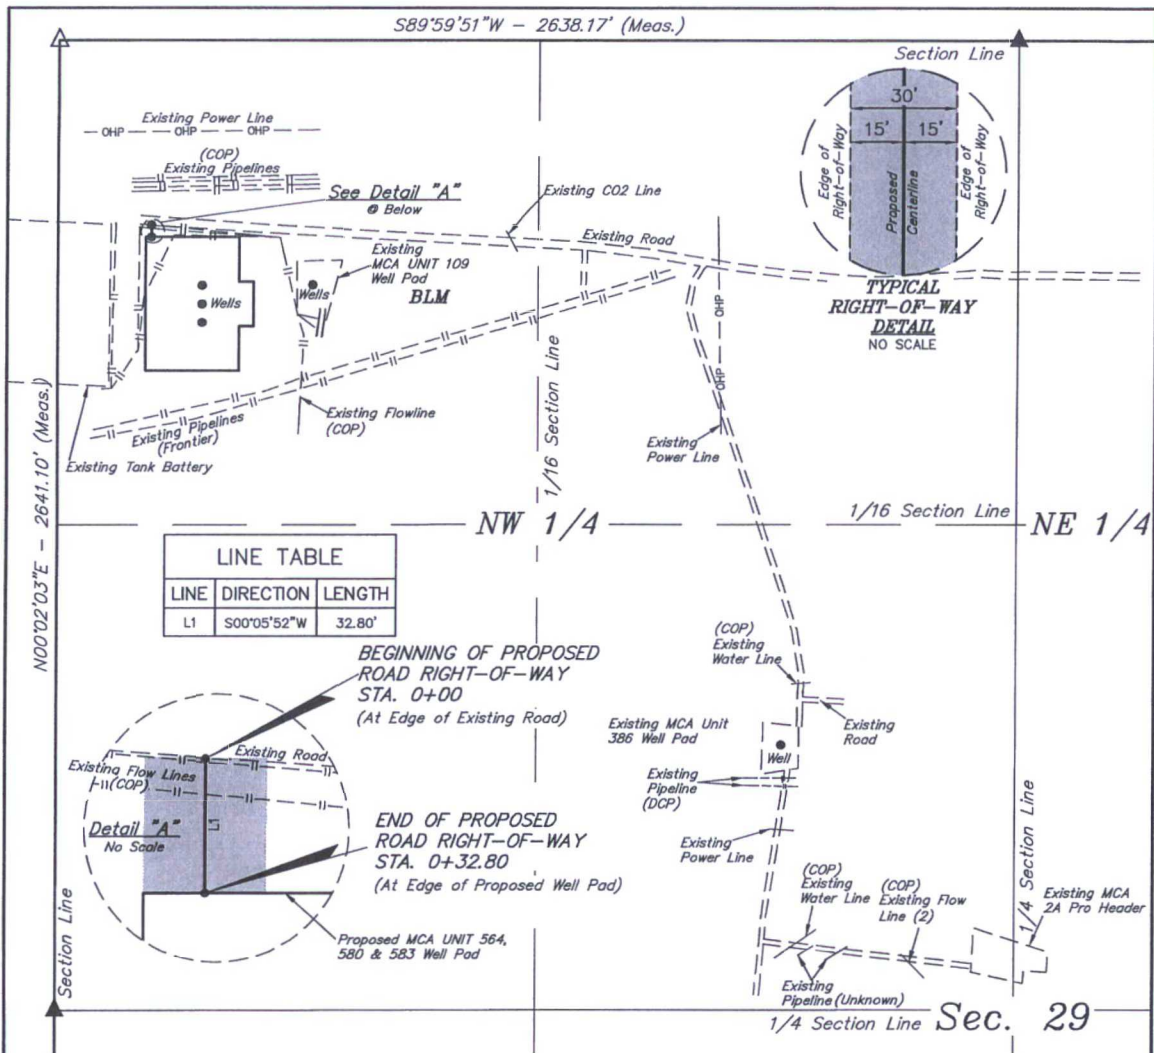 S89°59'51"W - 2638.17' (Meas.)
Section Line
Existing Power Line
OHP OHP OHP
(COP)
Existing Pipelines
See Detail "A"
@ Below
Existing CO2 Line
Existing Road
30'
15' 15'
Edge of
Right-of-Way
Proposed
Centerline
Edge of
Right-of-Way
TYPICAL
RIGHT-OF-WAY
DETAIL
NO SCALE
Existing
MCA UNIT 109
Well Pad
BLM
Wells
Wells
OHP
OHP
Existing Pipelines
(Frontier)
Existing Flowline
(COP)
Existing Tank Battery
Existing
Power Line
1/16 Section Line
N00°02'03"E - 2641.10' (Meas.)
NW 1/4
1/16 Section Line
NE 1/4
LINE TABLE
LINE DIRECTION LENGTH
L1 S00°05'52"W 32.80'
BEGINNING OF PROPOSED
ROAD RIGHT-OF-WAY
STA. 0+00
(At Edge of Existing Road)
Existing Road
Existing Flow Lines
(COP)
Detail "A"
No Scale
L1
END OF PROPOSED
ROAD RIGHT-OF-WAY
STA. 0+32.80
(At Edge of Proposed Well Pad)
Proposed MCA UNIT 564,
580 & 583 Well Pad
Section Line
(COP)
Existing
Water Line
Existing
Road
Existing MCA Unit
386 Well Pad
Well
Existing
Pipeline
(DCP)
Existing
Power Line
(COP)
Existing
Water Line
(COP)
Existing Flow
Line (2)
Existing MCA
2A Pro Header
1/4 Section Line
Existing
Pipeline (Unknown)
1/4 Section Line
Sec. 29